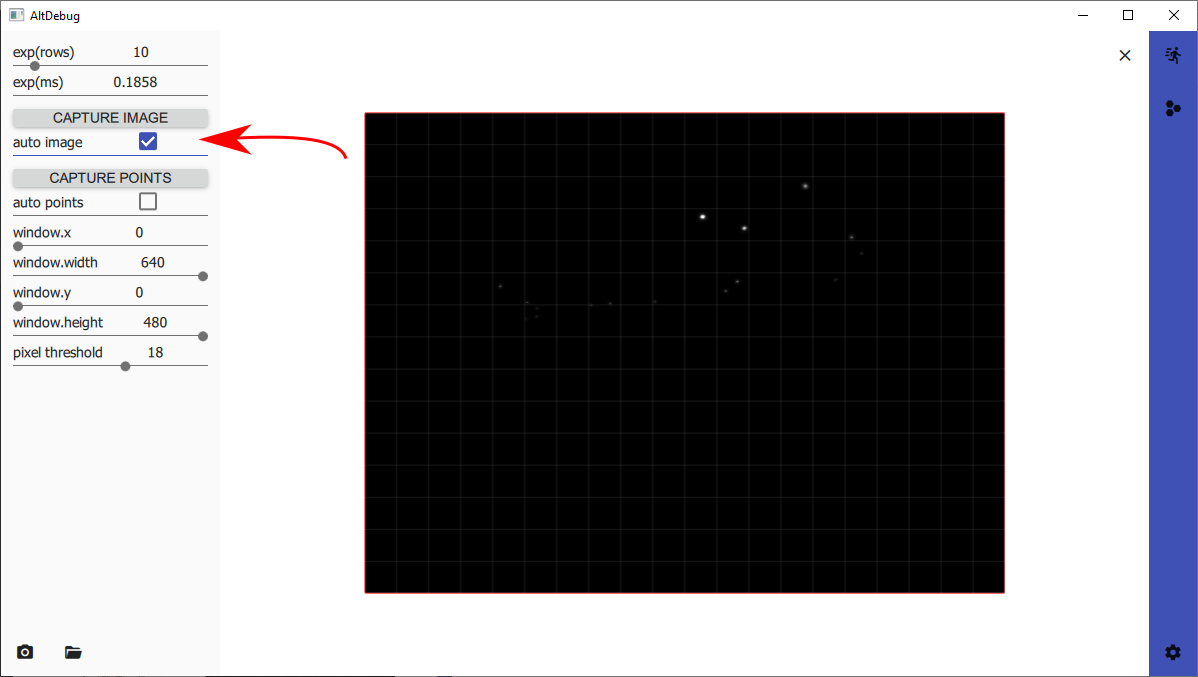 AltDebug
exp(rows) 10
exp(ms) 0.1858
CAPTURE IMAGE
auto image
CAPTURE POINTS
auto points
window.x 0
window.width 640
window.y 0
window.height 480
pixel threshold 18